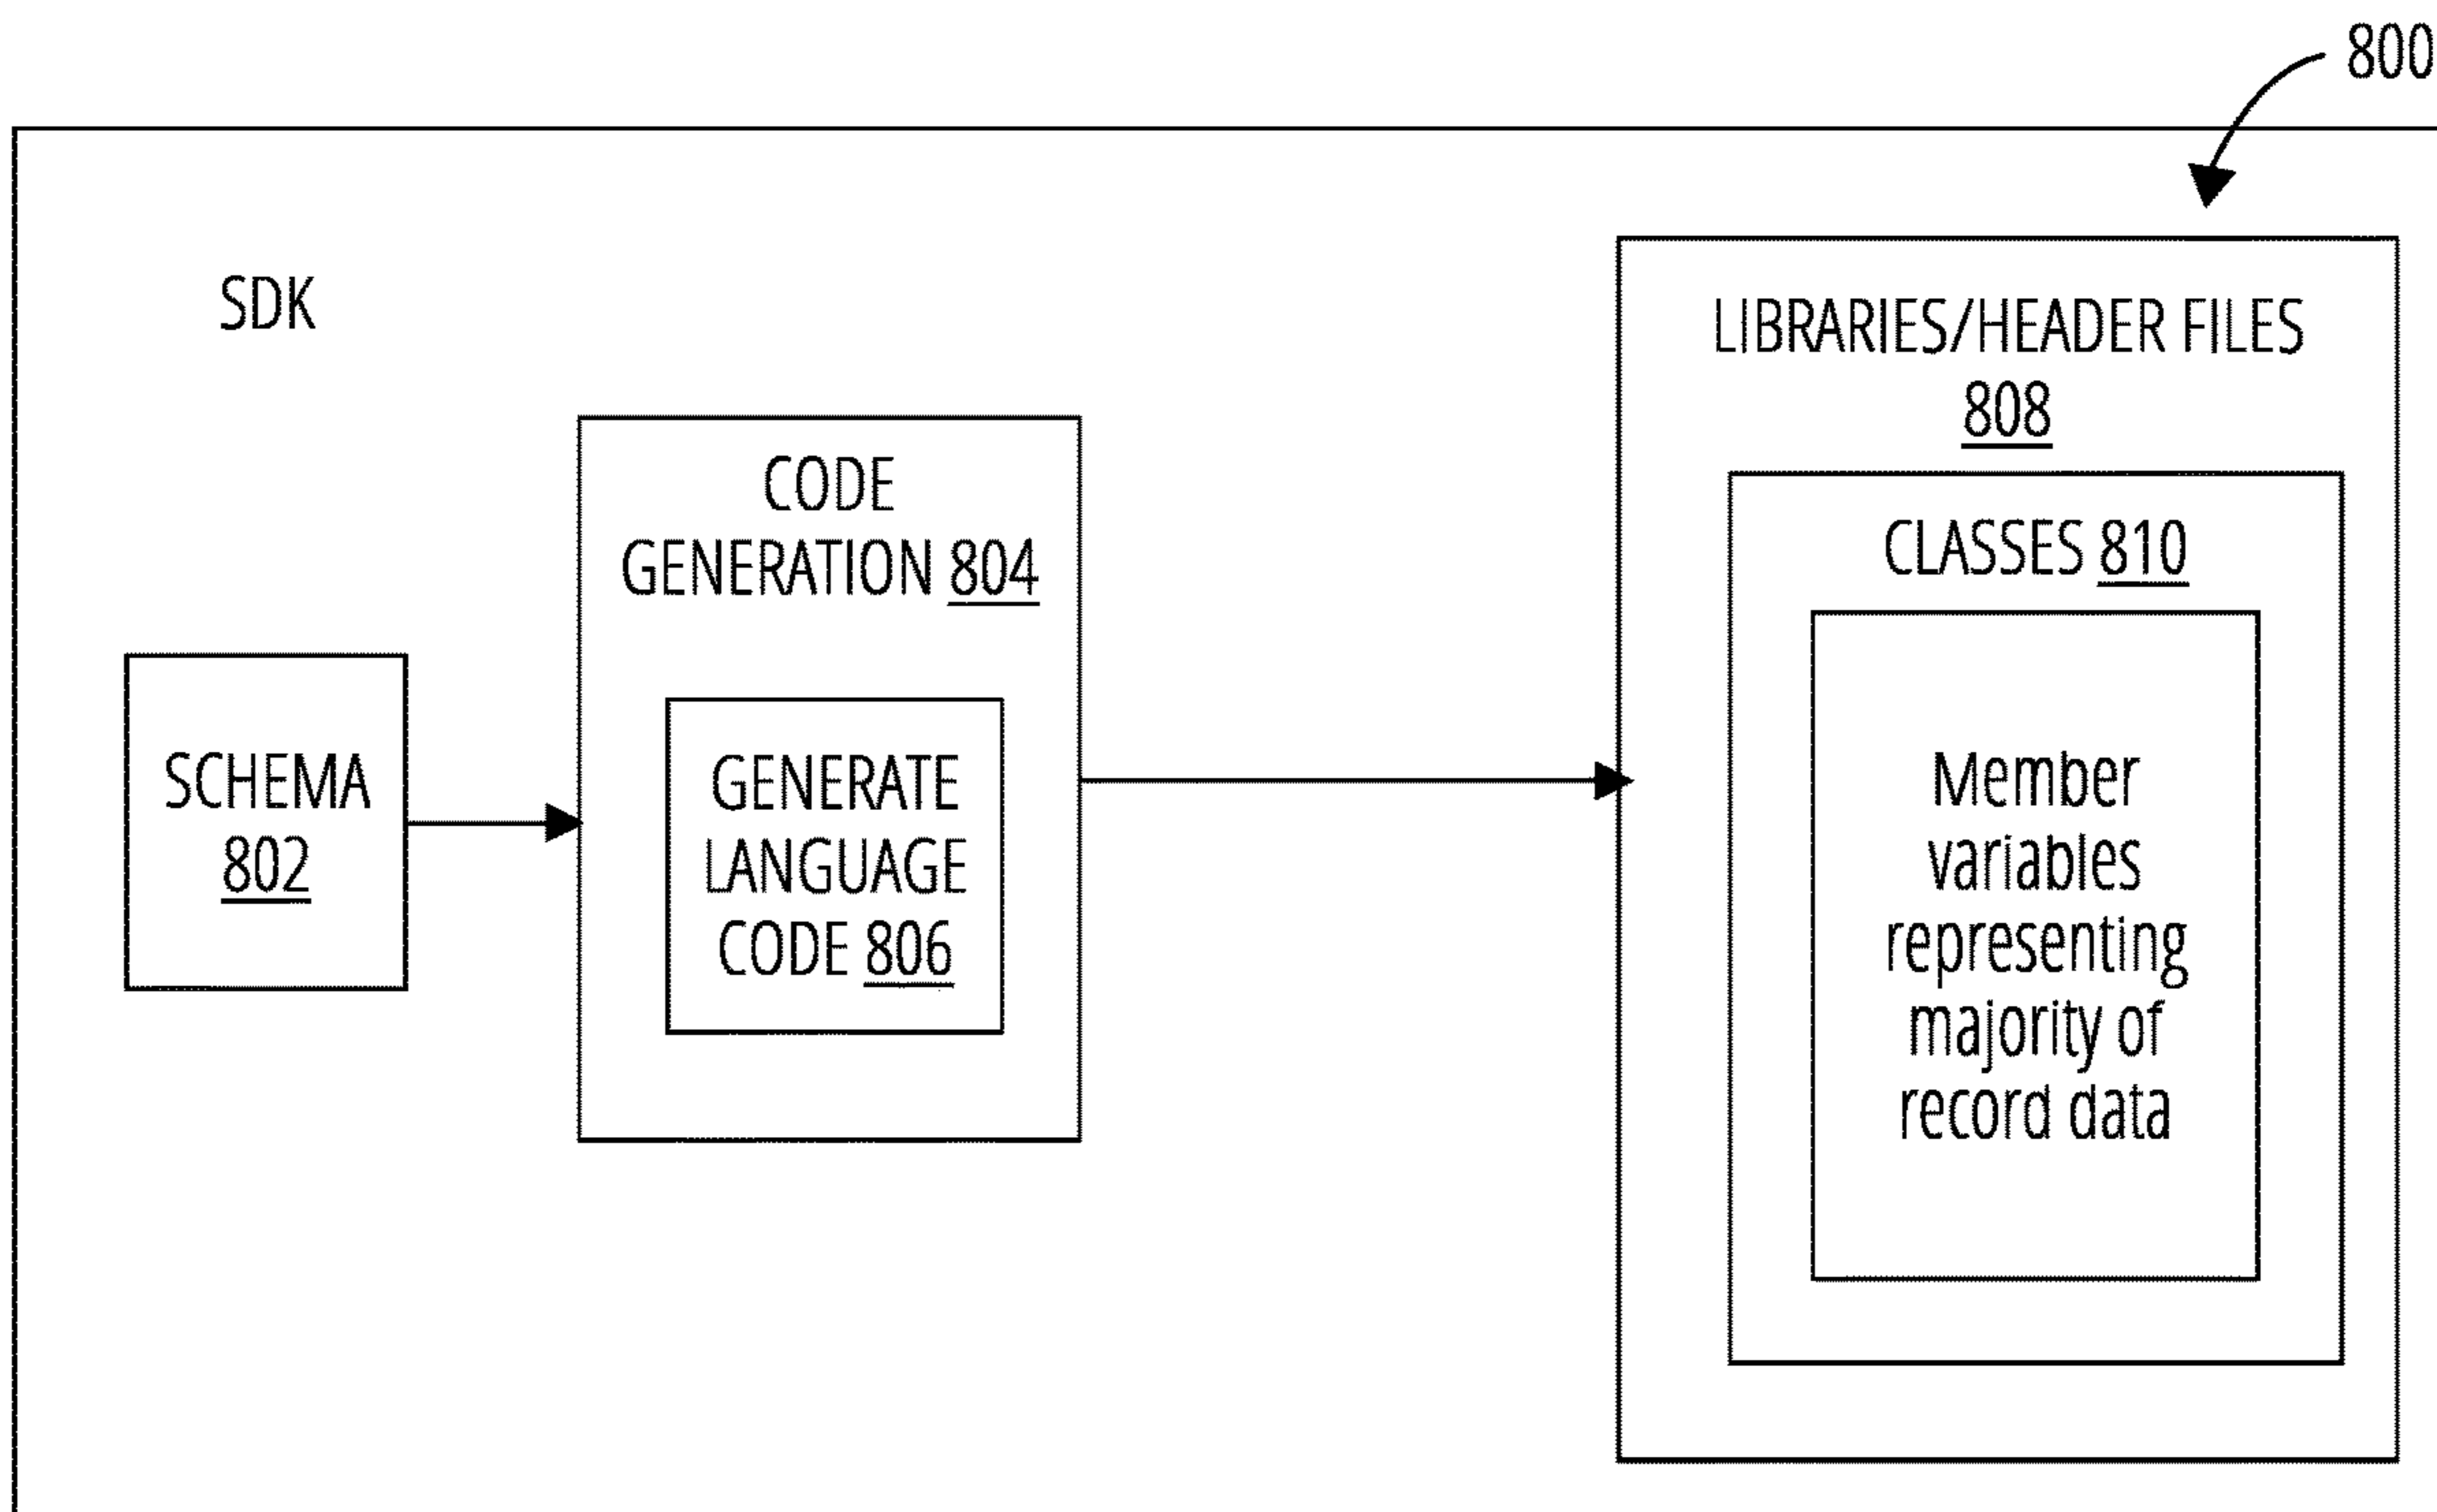 800
SDK
SCHEMA
802
CODE
GENERATION 804
GENERATE
LANGUAGE
CODE 806
LIBRARIES/HEADER FILES
808
CLASSES 810
Member
variables
representing
majority of
record data